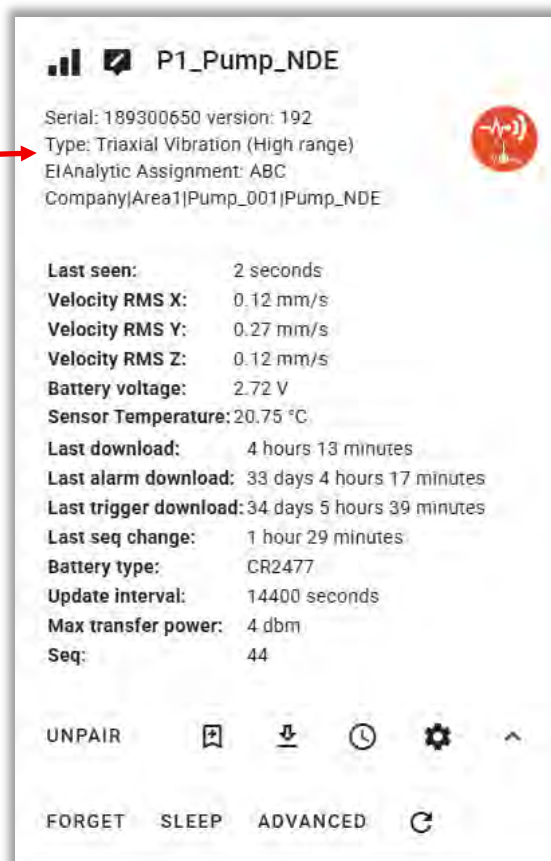 P1_Pump_NDE
Serial: 189300650 version: 192
Type: Triaxial Vibration (High range)
EIAnalytic Assignment: ABC
Company|Area1|Pump_001|Pump_NDE
Last seen: 2 seconds
Velocity RMS X: 0.12 mm/s
Velocity RMS Y: 0.27 mm/s
Velocity RMS Z: 0.12 mm/s
Battery voltage: 2.72 V
Sensor Temperature: 20.75 °C
Last download: 4 hours 13 minutes
Last alarm download: 33 days 4 hours 17 minutes
Last trigger download: 34 days 5 hours 39 minutes
Last seq change: 1 hour 29 minutes
Battery type: CR2477
Update interval: 14400 seconds
Max transfer power: 4 dbm
Seq: 44
UNPAIR
FORGET SLEEP ADVANCED